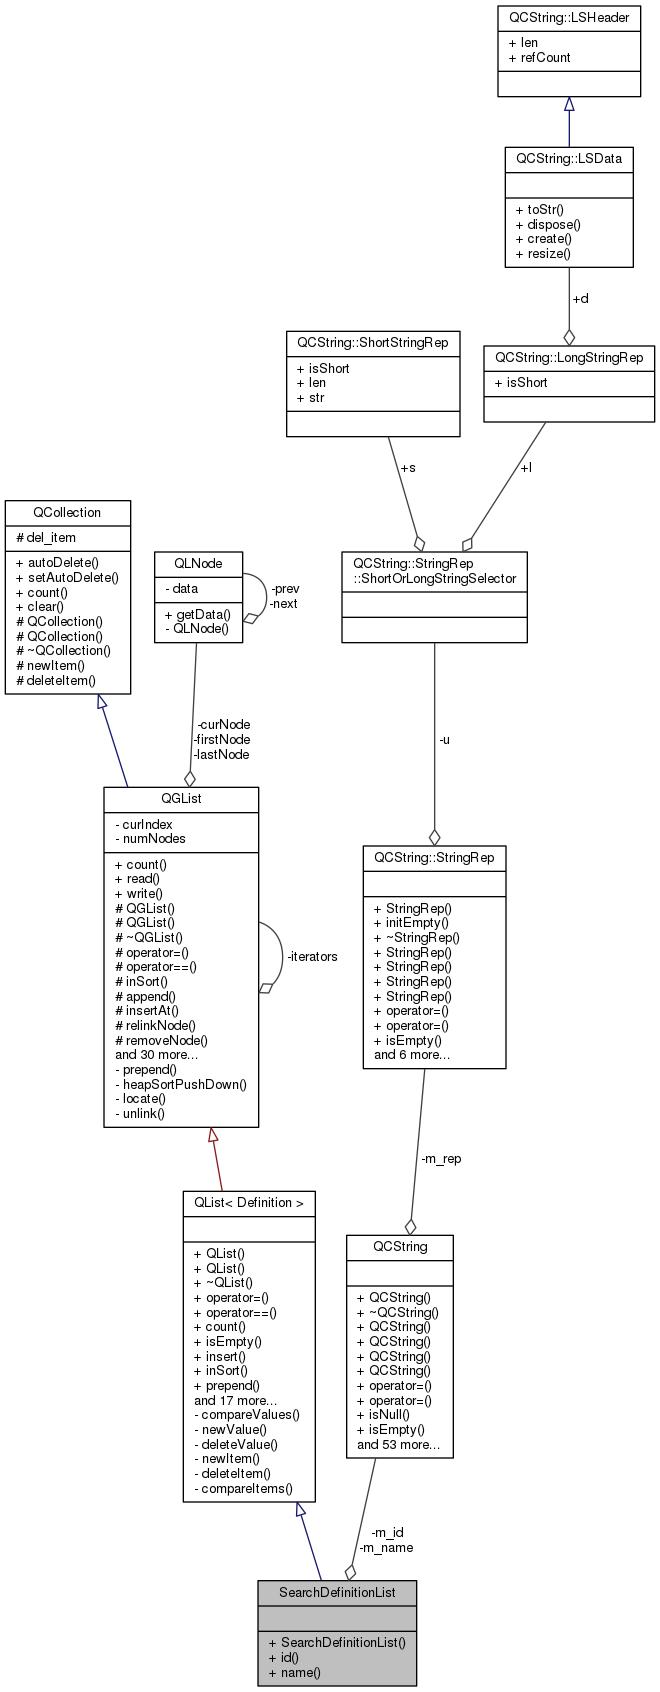 QCString::LSHeader
+ len
+ refCount
QCString::LSData
+ toStr()
+ dispose()
+ create()
+ resize()
+d
QCString::ShortStringRep
+ isShort
+ len
+ str
QCString::LongStringRep
+ isShort
+s
+l
QCollection
# del_item
+ autoDelete()
+ setAutoDelete()
+ count()
+ clear()
# QCollection()
# QCollection()
# ~QCollection()
# newItem()
# deleteItem()
QLNode
- data
+ getData()
- QLNode()
-prev
-next
QCString::StringRep
::ShortOrLongStringSelector
-curNode
-firstNode
-lastNode
-u
QGList
- curIndex
- numNodes
+ count()
+ read()
+ write()
# QGList()
# QGList()
# ~QGList()
# operator=()
# operator==()
# inSort()
# append()
# insertAt()
# relinkNode()
# removeNode()
and 30 more...
- prepend()
- heapSortPushDown()
- locate()
- unlink()
-iterators
QCString::StringRep
+ StringRep()
+ initEmpty()
+ ~StringRep()
+ StringRep()
+ StringRep()
+ StringRep()
+ StringRep()
+ operator=()
+ operator=()
+ isEmpty()
and 6 more...
-m_rep
QList< Definition >
+ QList()
+ QList()
+ ~QList()
+ operator=()
+ operator==()
+ count()
+ isEmpty()
+ insert()
+ inSort()
+ prepend()
and 17 more...
- compareValues()
- newValue()
- deleteValue()
- newItem()
- deleteItem()
- compareItems()
QCString
+ QCString()
+ ~QCString()
+ QCString()
+ QCString()
+ QCString()
+ QCString()
+ operator=()
+ operator=()
+ isNull()
+ isEmpty()
and 53 more...
-m_id
-m_name
SearchDefinitionList
+ SearchDefinitionList()
+ id()
+ name()